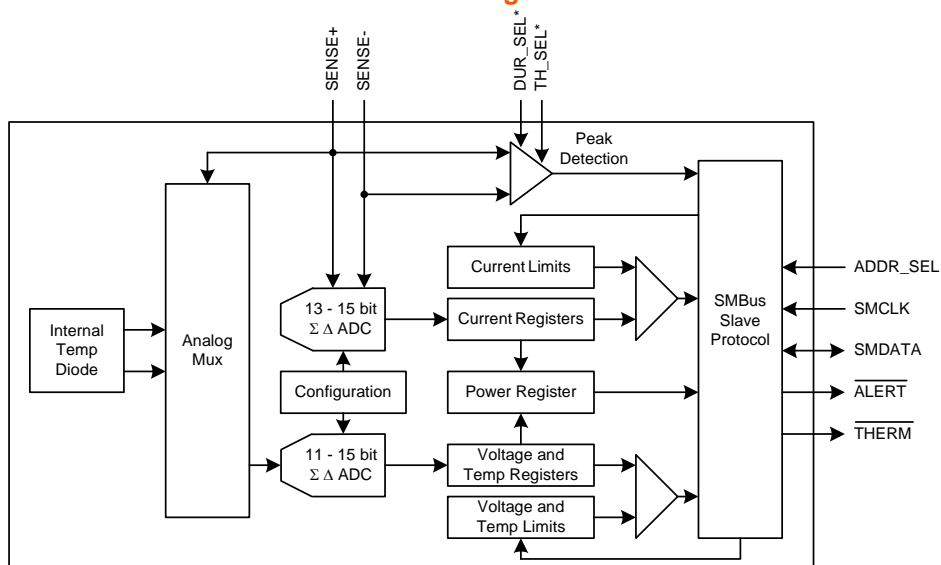 SENSE+
SENSE-
DUR_SEL*
TH_SEL*
Peak
Detection
Current Limits
ADDR_SEL
13 - 15 bit
Σ Δ ADC
Current Registers
SMBus
Slave
Protocol
SMCLK
Internal
Temp
Diode
Analog
Mux
SMDATA
Configuration
Power Register
ALERT
THERM
11 - 15 bit
Σ Δ ADC
Voltage and
Temp Registers
Voltage and
Temp Limits